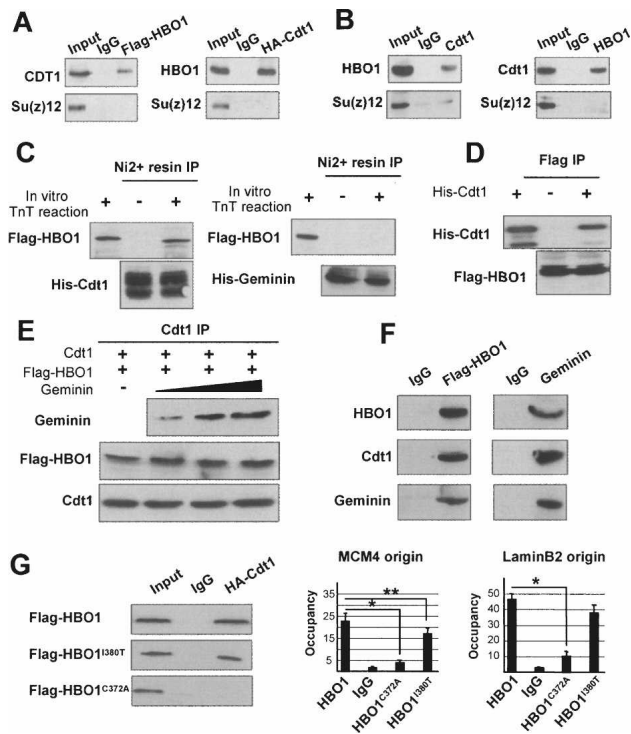 A
Input IgG Flag-HBO1
CDT1
Su(z)12
Input IgG HA-Cdt1
HBO1
Su(z)12
B
Input IgG Cdt1
HBO1
Su(z)12
Input IgG HBO1
Cdt1
Su(z)12
C
Ni2+ resin IP
In vitro
TnT reaction
+ - +
Flag-HBO1
His-Cdt1
Ni2+ resin IP
In vitro
TnT reaction
+ - +
Flag-HBO1
His-Geminin
D
Flag IP
His-Cdt1 + - +
His-Cdt1
Flag-HBO1
E
Cdt1 IP
Cdt1 + + + +
Flag-HBO1 + + + +
Geminin -
Geminin
Flag-HBO1
Cdt1
F
IgG Flag-HBO1
IgG Geminin
HBO1
Cdt1
Geminin
G
Input IgG HA-Cdt1
Flag-HBO1
Flag-HBO1I380T
Flag-HBO1C372A
MCM4 origin
Occupancy
35
25
15
5
**
*
HBO1
IgG
HBO1C372A
HBO1I380T
LaminB2 origin
Occupancy
50
40
30
20
10
*
HBO1
IgG
HBO1C372A
HBO1I380T